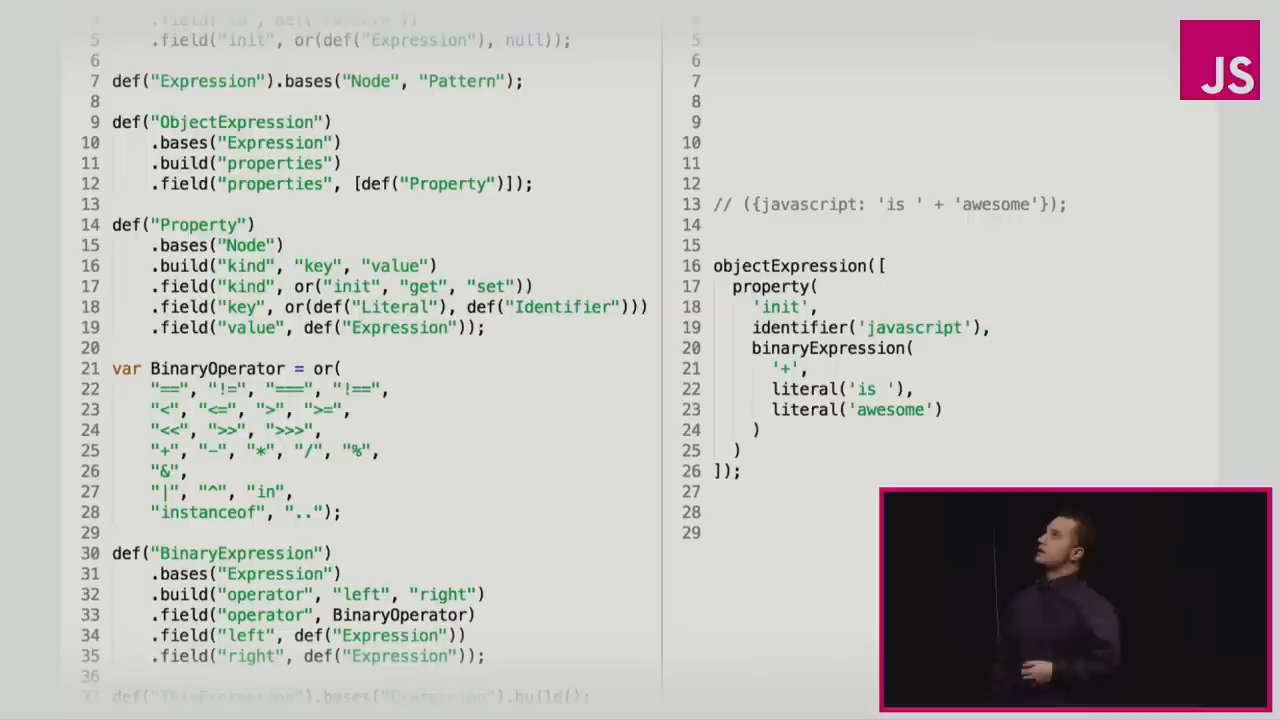 5 .field("init", or(def("Expression"), null));
6
7 def("Expression").bases("Node", "Pattern");
8
9 def("ObjectExpression")
10 .bases("Expression")
11 .build("properties")
12 .field("properties", [def("Property")]);
13
14 def("Property")
15 .bases("Node")
16 .build("kind", "key", "value")
17 .field("kind", or("init", "get", "set"))
18 .field("key", or(def("Literal"), def("Identifier")))
19 .field("value", def("Expression"));
20
21 var BinaryOperator = or(
22 "==", "!=", "===", "!==",
23 "<", "<=", ">", ">=",
24 "<<", ">>", ">>>",
25 "+", "-", "*", "/", "%",
26 "&",
27 "|", "^", "in",
28 "instanceof", "..");
29
30 def("BinaryExpression")
31 .bases("Expression")
32 .build("operator", "left", "right")
33 .field("operator", BinaryOperator)
34 .field("left", def("Expression"))
35 .field("right", def("Expression"));
36
37 def("ThisExpression").bases("Expression").build();
5
6
7
8
9
10
11
12
13 // ({javascript: 'is ' + 'awesome'});
14
15
16 objectExpression([
17 property(
18 'init',
19 identifier('javascript'),
20 binaryExpression(
21 '+',
22 literal('is '),
23 literal('awesome')
24 )
25 )
26 ]);
27
28
29
JS